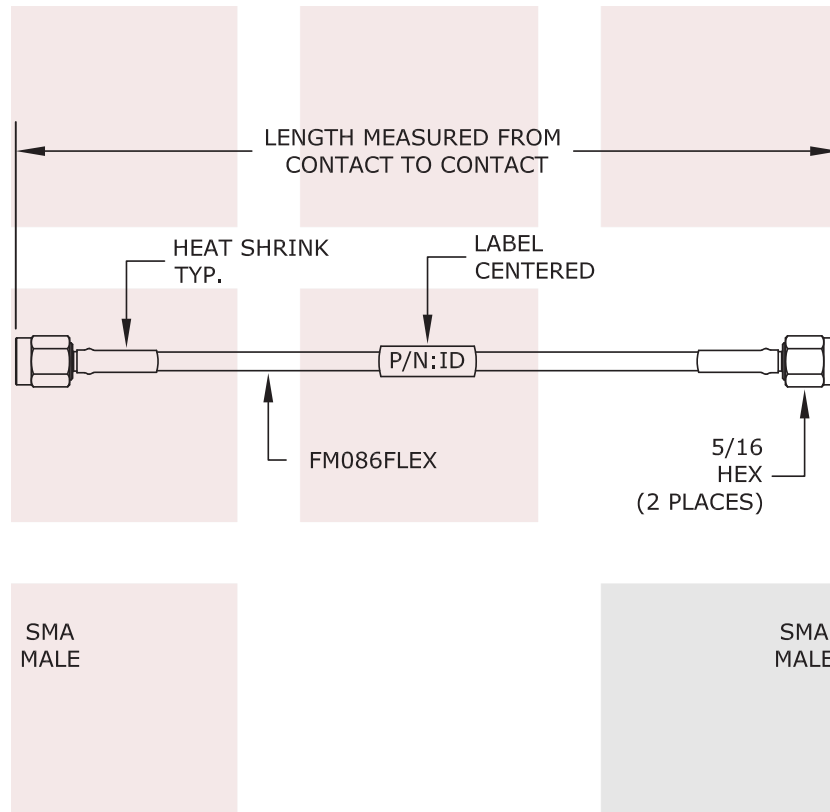 LENGTH MEASURED FROM
CONTACT TO CONTACT
HEAT SHRINK
TYP.
LABEL
CENTERED
P/N:ID
FM086FLEX
5/16
HEX
(2 PLACES)
SMA
MALE
SMA
MALE